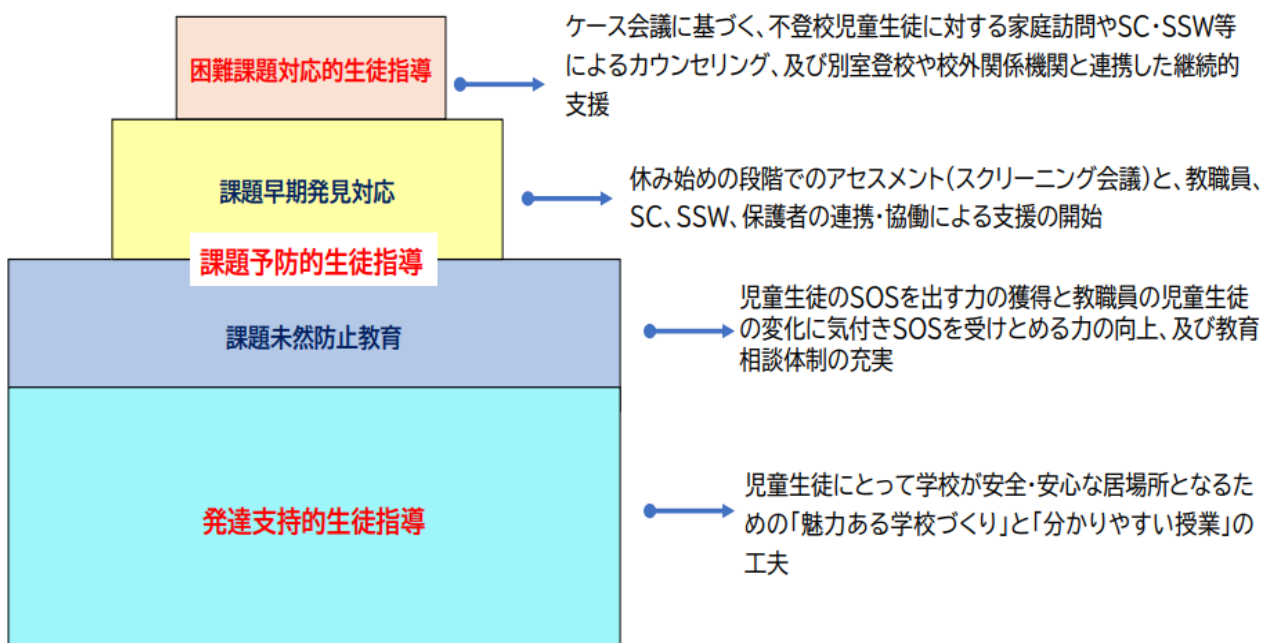 困難課題対応的生徒指導
ケース会議に基づく、不登校児童生徒に対する家庭訪問やSC・SSW等
によるカウンセリング、及び別室登校や校外関係機関と連携した継続的
支援
課題早期発見対応
休み始めの段階でのアセスメント(スクリーニング会議)と、教職員、
SC、SSW、保護者の連携・協働による支援の開始
課題予防的生徒指導
課題未然防止教育
児童生徒のSOSを出す力の獲得と教職員の児童生徒
の変化に気付きSOSを受けとめる力の向上、及び教育
相談体制の充実
発達支持的生徒指導
児童生徒にとって学校が安全・安心な居場所となるた
めの「魅力ある学校づくり」と「分かりやすい授業」の
工夫